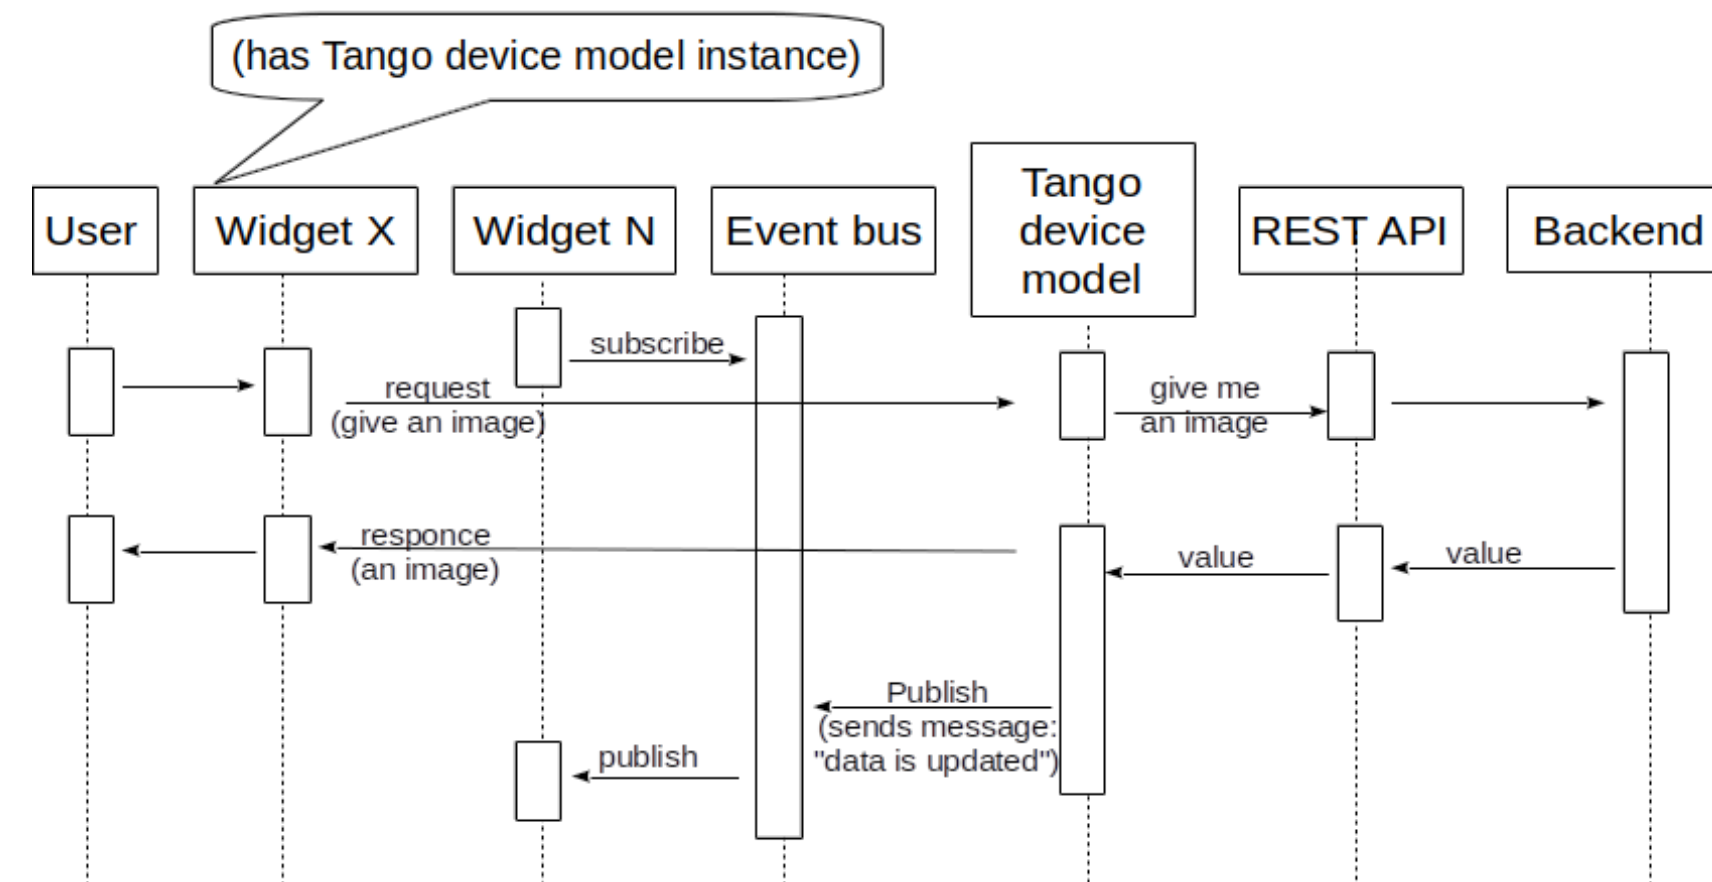 (has Tango device model instance)
User
Widget X
Widget N
Event bus
Tango
device
model
REST API
Backend
subscribe
request
(give an image)
give me
an image
responce
(an image)
value
value
Publish
(sends message:
"data is updated")
publish